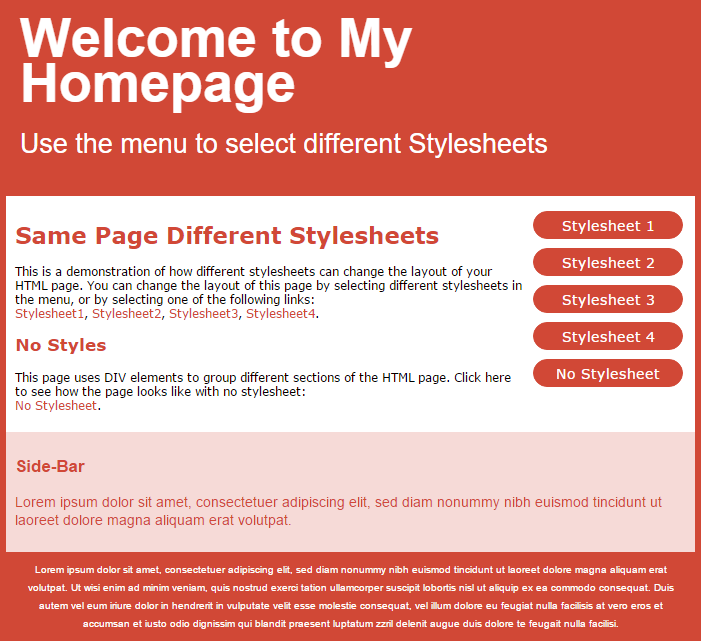 Welcome to My
Homepage
Use the menu to select different Stylesheets
Same Page Different Stylesheets
This is a demonstration of how different stylesheets can change the layout of your
HTML page. You can change the layout of this page by selecting different stylesheets in
the menu, or by selecting one of the following links:
Stylesheet1, Stylesheet2, Stylesheet3, Stylesheet4.
No Styles
This page uses DIV elements to group different sections of the HTML page. Click here
to see how the page looks like with no stylesheet:
No Stylesheet.
Stylesheet 1
Stylesheet 2
Stylesheet 3
Stylesheet 4
No Stylesheet
Side-Bar
Lorem ipsum dolor sit amet, consectetuer adipiscing elit, sed diam nonummy nibh euismod tincidunt ut
laoreet dolore magna aliquam erat volutpat.
Lorem ipsum dolor sit amet, consectetuer adipiscing elit, sed diam nonummy nibh euismod tincidunt ut laoreet dolore magna aliquam erat
volutpat. Ut wisi enim ad minim veniam, quis nostrud exerci tation ullamcorper suscipit lobortis nisl ut aliquip ex ea commodo consequat. Duis
autem vel eum iriure dolor in hendrerit in vulputate velit esse molestie consequat, vel illum dolore eu feugiat nulla facilisis at vero eros et
accumsan et iusto odio dignissim qui blandit praesent luptatum zzril delenit augue duis dolore te feugait nulla facilisi.